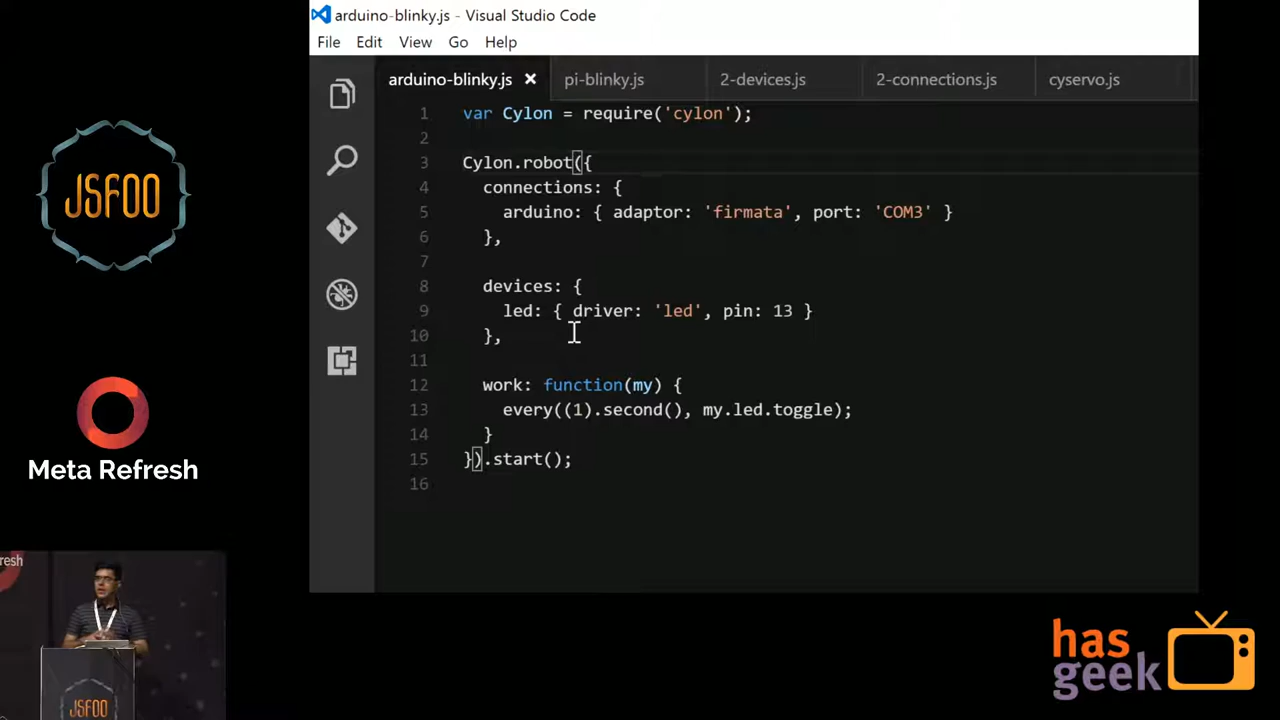 arduino-blinky.js - Visual Studio Code
File Edit View Go Help
arduino-blinky.js × pi-blinky.js 2-devices.js 2-connections.js cyservo.js
1 var Cylon = require('cylon');
2
3 Cylon.robot({
4 connections: {
5 arduino: { adaptor: 'firmata', port: 'COM3' }
6 },
7
8 devices: {
9 led: { driver: 'led', pin: 13 }
10 },
11
12 work: function(my) {
13 every((1).second(), my.led.toggle);
14 }
15 }).start();
16
JSFOO
Meta Refresh
resh
JSFOO
has
geek